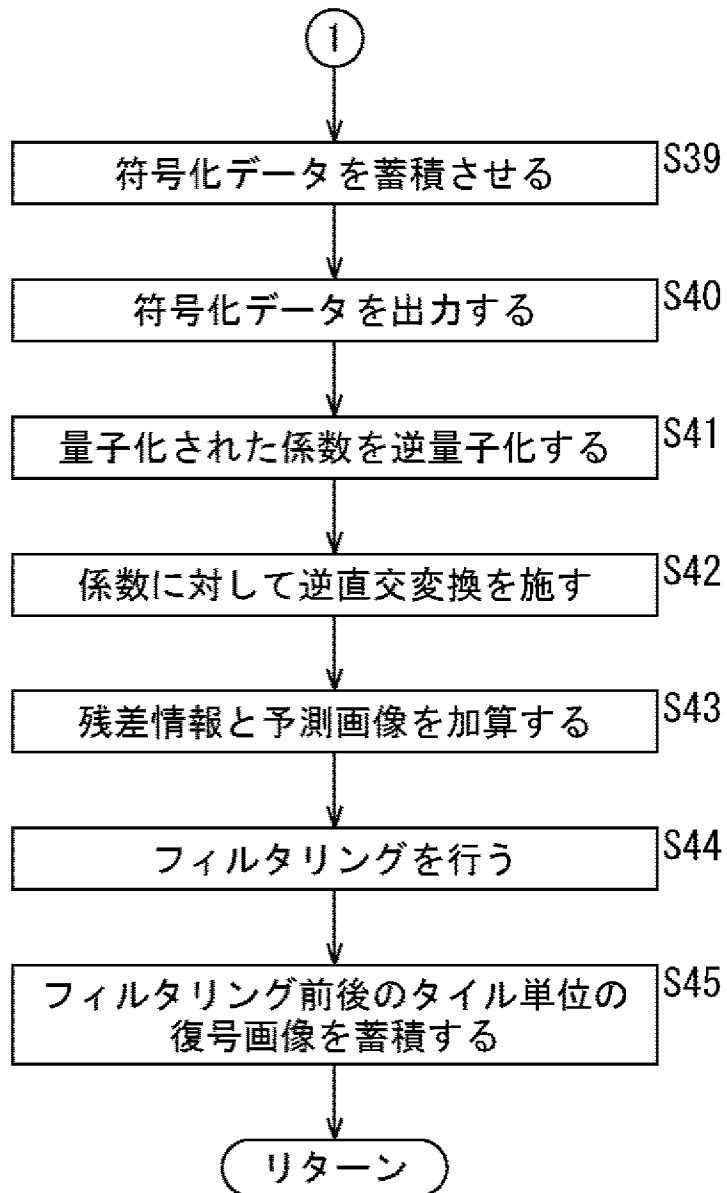 1
符号化データを蓄積させる
S39
符号化データを出力する
S40
量子化された係数を逆量子化する
S41
係数に対して逆直交変換を施す
S42
残差情報と予測画像を加算する
S43
フィルタリングを行う
S44
フィルタリング前後のタイル単位の
復号画像を蓄積する
S45
リターン